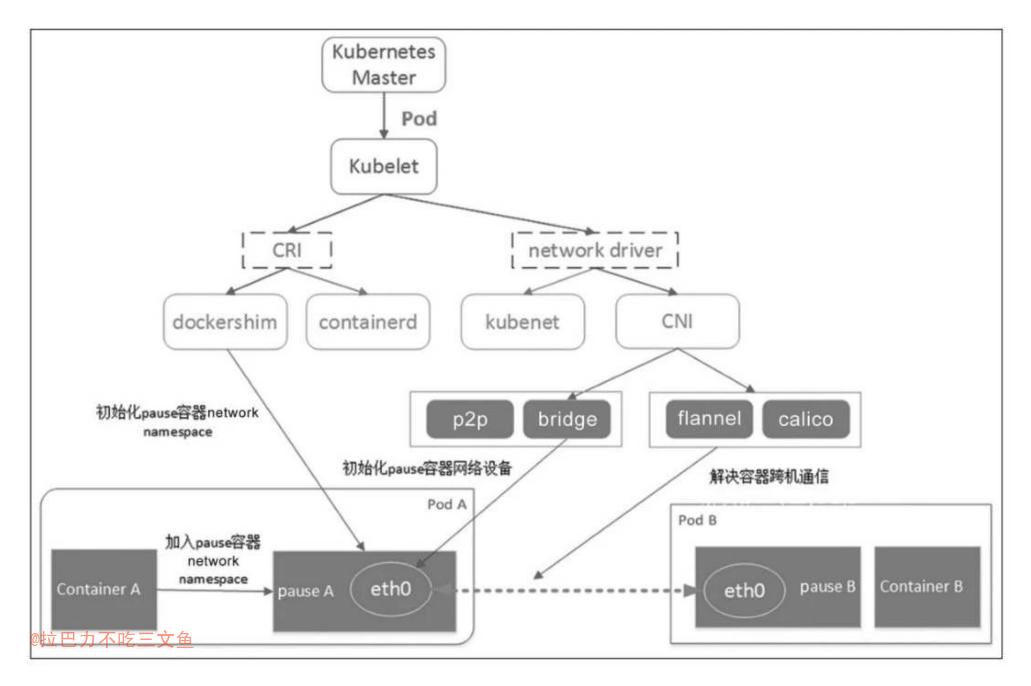 Kubernetes
Master
Pod
Kubelet
CRI
network driver
dockershim
containerd
kubenet
CNI
p2p
bridge
flannel
calico
初始化pause容器network
namespace
初始化pause容器网络设备
解决容器跨机通信
Pod A
Pod B
加入pause容器
network
namespace
Container A
pause A
eth0
eth0
pause B
Container B
@拉巴力不吃三文鱼